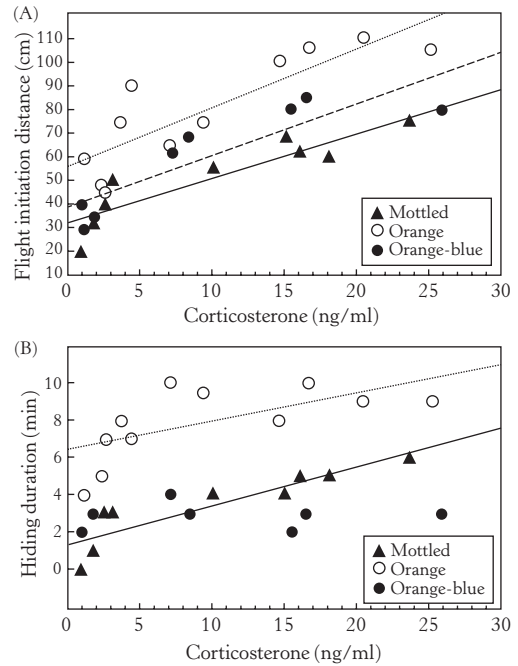 (A)
110
100
90
80
70
60
50
40
30
20
10
Flight initiation distance (cm)
Mottled
Orange
Orange-blue
0 5 10 15 20 25 30
Corticosterone (ng/ml)
(B)
10
8
6
4
2
0
Hiding duration (min)
Mottled
Orange
Orange-blue
0 5 10 15 20 25 30
Corticosterone (ng/ml)